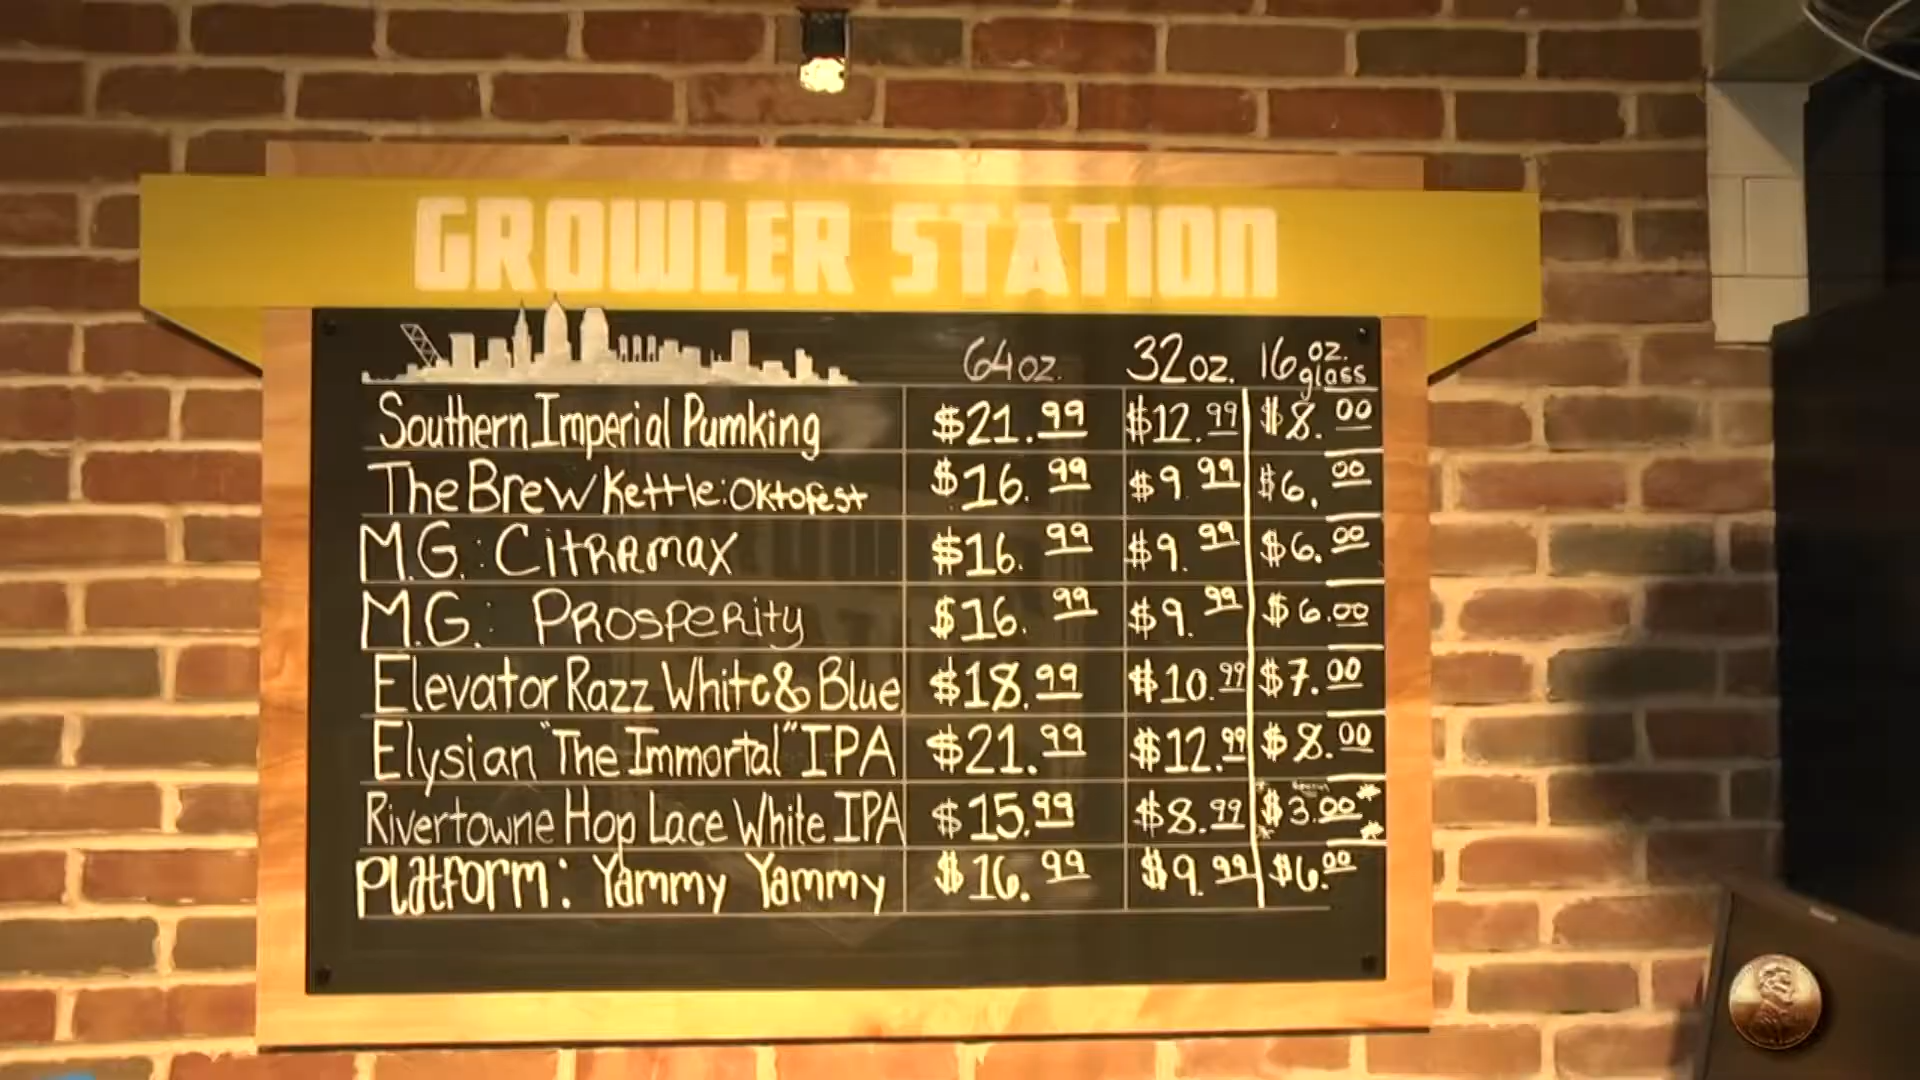 GROWLER STATION
64 oz. 32 oz. 16 oz. glass
Southern Imperial Pumking $21.99 $12.99 $8.00
The Brew Kettle: Oktofest $16.99 $9.99 $6.00
M.G.: Citramax $16.99 $9.99 $6.00
M.G.: Prosperity $16.99 $9.99 $6.00
Elevator Razz White & Blue $18.99 $10.99 $7.00
Elysian "The Immortal" IPA $21.99 $12.99 $8.00
Rivertowne Hop Lace White IPA $15.99 $8.99 $3.00
Platform: Yammy Yammy $16.99 $9.99 $6.00